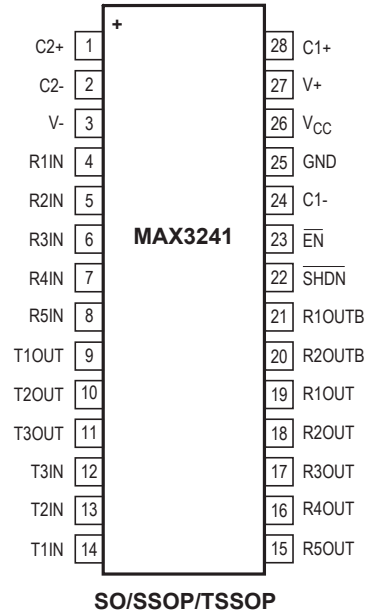 +
C2+ 1 28 C1+
C2- 2 27 V+
V- 3 26 VCC
R1IN 4 25 GND
R2IN 5 24 C1-
R3IN 6 MAX3241 23 E̅N̅
R4IN 7 22 S̅H̅D̅N̅
R5IN 8 21 R1OUTB
T1OUT 9 20 R2OUTB
T2OUT 10 19 R1OUT
T3OUT 11 18 R2OUT
T3IN 12 17 R3OUT
T2IN 13 16 R4OUT
T1IN 14 15 R5OUT
SO/SSOP/TSSOP